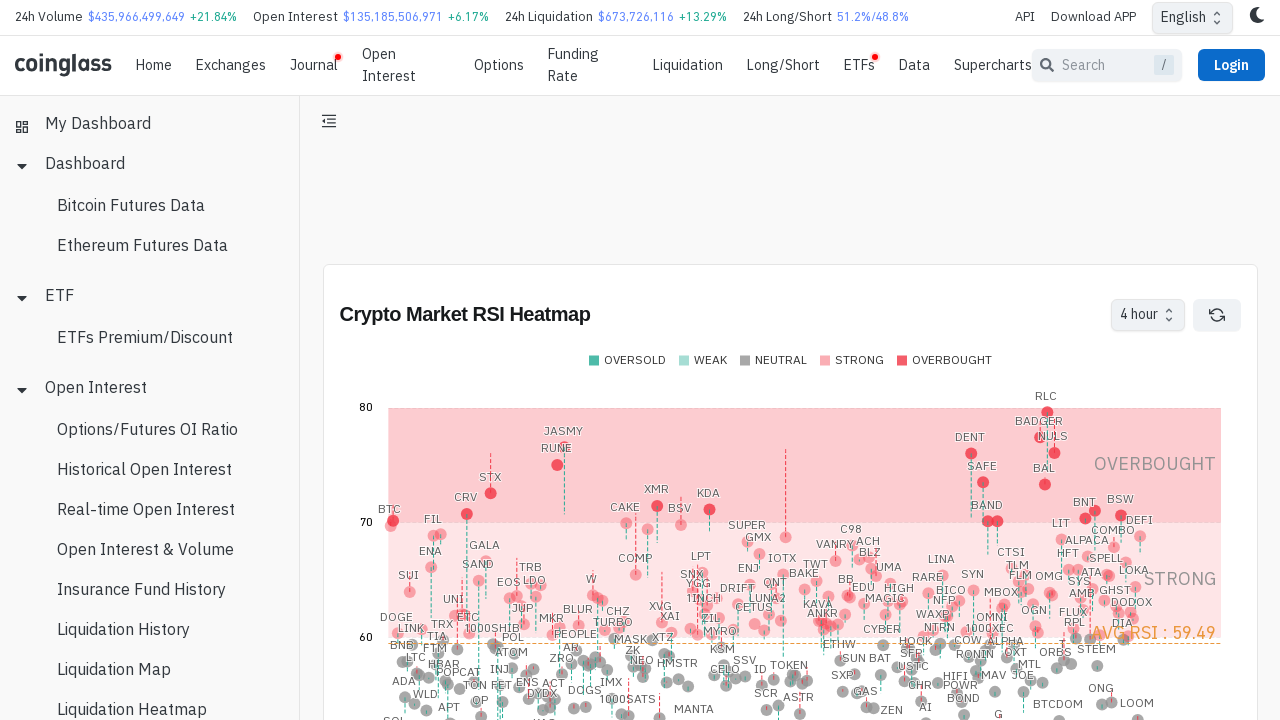 24h Volume $435,966,499,649 +21.84% Open Interest $135,185,506,971 +6.17% 24h Liquidation $673,726,116 +13.29% 24h Long/Short 51.2%/48.8% API Download APP English
coinglass Home Exchanges Journal Open Interest Options Funding Rate Liquidation Long/Short ETFs Data Supercharts Search / Login
My Dashboard
Dashboard
Bitcoin Futures Data
Ethereum Futures Data
ETF
ETFs Premium/Discount
Open Interest
Options/Futures OI Ratio
Historical Open Interest
Real-time Open Interest
Open Interest & Volume
Insurance Fund History
Liquidation History
Liquidation Map
Liquidation Heatmap
Crypto Market RSI Heatmap 4 hour
OVERSOLD WEAK NEUTRAL STRONG OVERBOUGHT
RLC
80
BADGER
JASMY NULS
RUNE DENT
OVERBOUGHT
SAFE BAL
STX
XMR KDA
CRV BNT BSW
BTC CAKE BSV BAND
70
FIL SUPER C98 LIT DEFI
GMX COMBO
GALA VANRY ACH ALPACA
ENA BLZ CTSI HFT
COMP LPT IOTX LINA SPELL
SAND TRB TWT UMA TLM LOKA
SUI SNX ENJ BAKE RARE SYN FLM OMG ATA
STRONG
EOS LDO W YGG QNT BB SYS
DRIFT EDU HIGH BICO MBOX AMB GHST
UNI 1INCH LUNA2 MAGIC NFP DODOX
JUP BLUR XVG CETUS KAVA OGN FLUX
DOGE ETC MKR CHZ XAI ZIL ANKR WAXP OMNI
LINK TRX 1000SHIB TURBO MYRO CYBER NTRN 1000XEC RPL DIA
AVG RSI : 59.49
60
TIA POL PEOPLE MASK XTZ HOCK COW ALPHA T
BNB FTM ATOM AR ZK KSM ETHW SFP RONIN OXT ORBS STEEM
LTC HBAR ZRO NEO HMSTR SSV SUN BAT
POPCAT INJ CELO ID TOKEN USTC MTL
ADA TON FET ENS ACT IMX SXP HIFI MAV JOE
WLD DYDX DOGS SCR ASTR GAS CHR POWR ONG
OP 1000SATS BOND
APT MANTA ZEN AI G BTCDOM LOOM